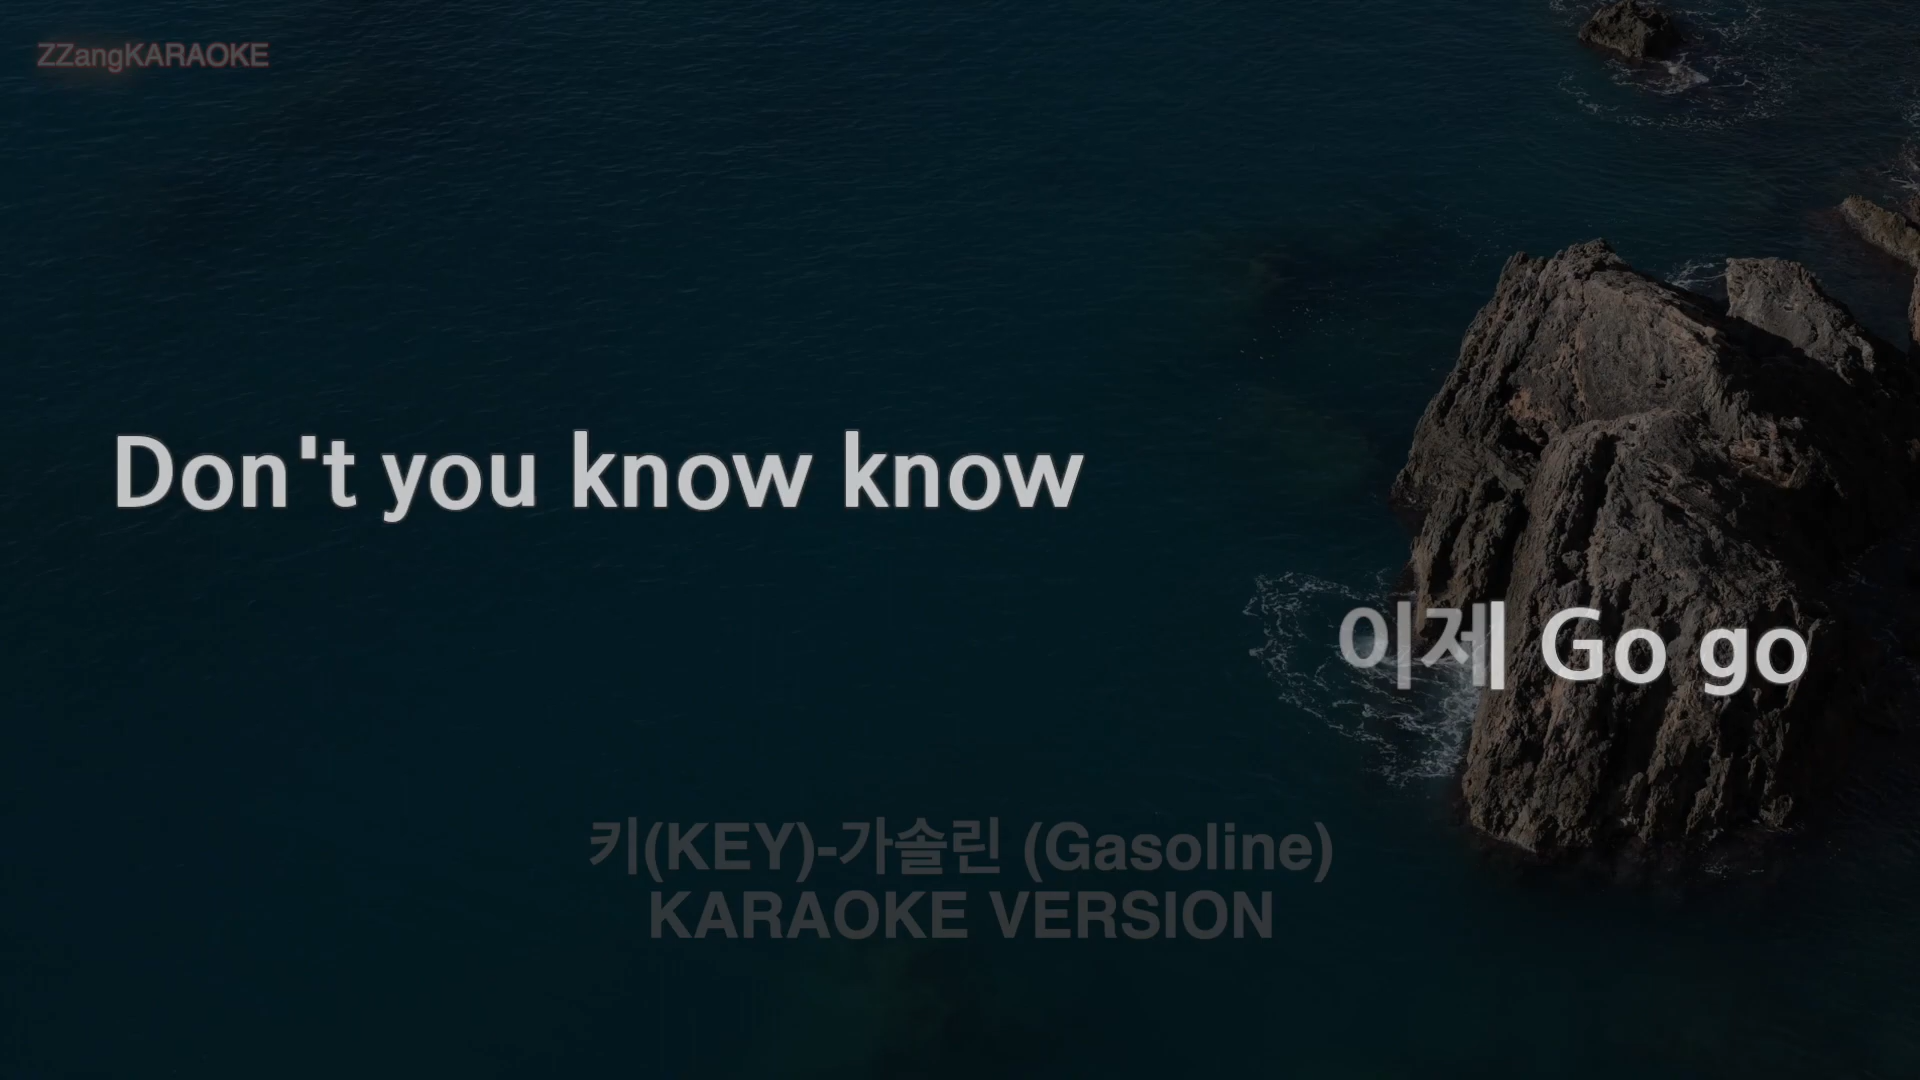 ZZangKARAOKE
Don't you know know
이제 Go go
키(KEY)-가솔린 (Gasoline)
KARAOKE VERSION